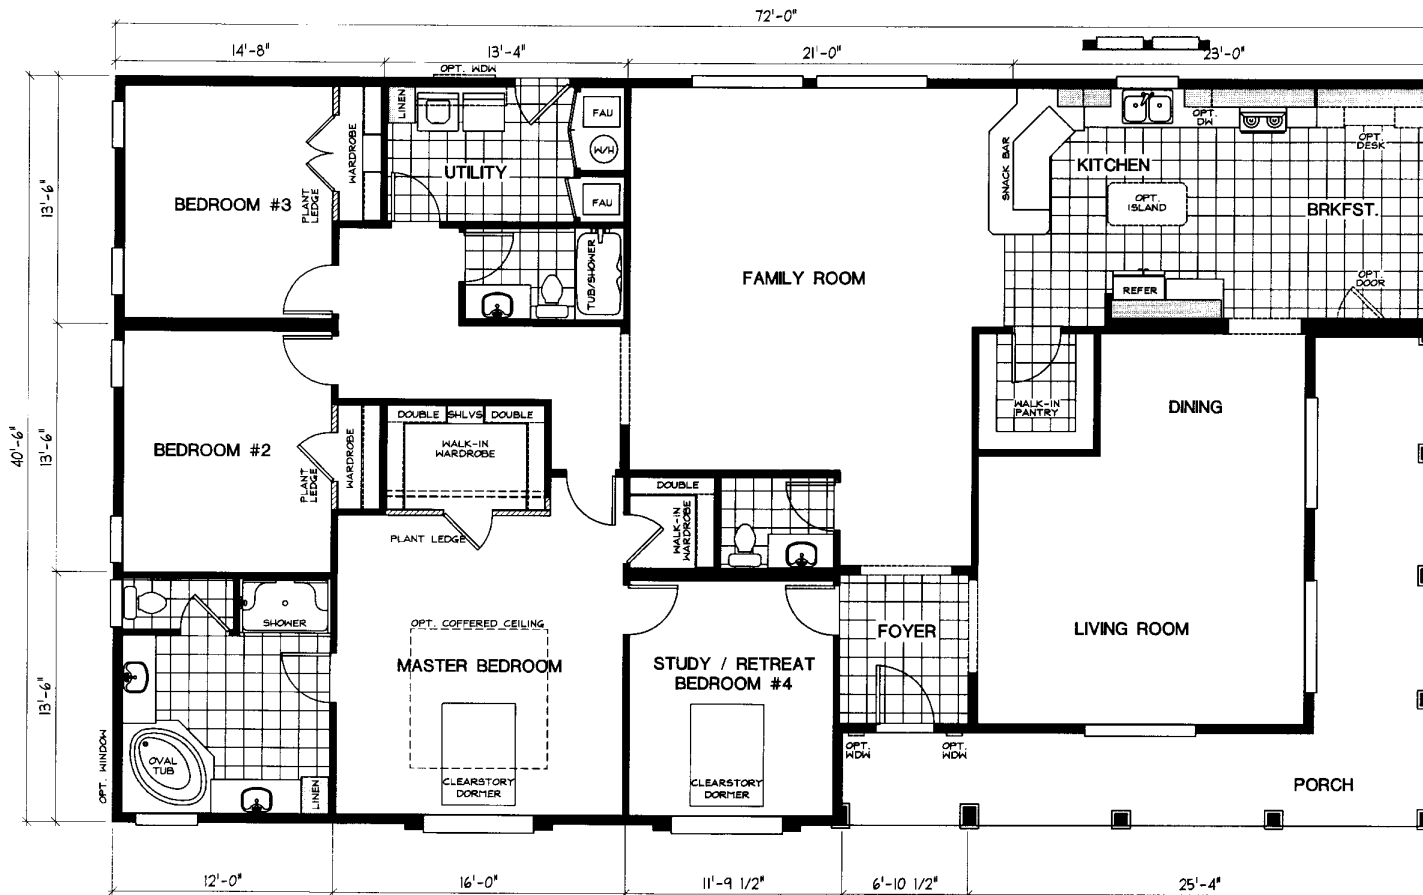 72'-0"
14'-8"
13'-4"
21'-0"
23'-0"
OPT. WDW
LINEN
FAU
W/H
FAU
UTILITY
WARDROBE
PLANT
LEDGE
BEDROOM #3
13'-6"
TUB/SHOWER
FAMILY ROOM
SNACK BAR
KITCHEN
OPT.
DW
OPT.
ISLAND
OPT.
DESK
BRKFST.
OPT.
DOOR
REFER
40'-6"
13'-6"
BEDROOM #2
PLANT
LEDGE
WARDROBE
DOUBLE
SHLVS
DOUBLE
WALK-IN
WARDROBE
PLANT LEDGE
DOUBLE
WALK-IN
WARDROBE
WALK-IN
PANTRY
DINING
13'-6"
SHOWER
OPT. COFFERED CEILING
MASTER BEDROOM
STUDY / RETREAT
BEDROOM #4
FOYER
LIVING ROOM
OPT. WINDOW
OVAL
TUB
LINEN
CLEARSTORY
DORMER
CLEARSTORY
DORMER
OPT.
WDW
OPT.
WDW
PORCH
12'-0"
16'-0"
11'-9 1/2"
6'-10 1/2"
25'-4"